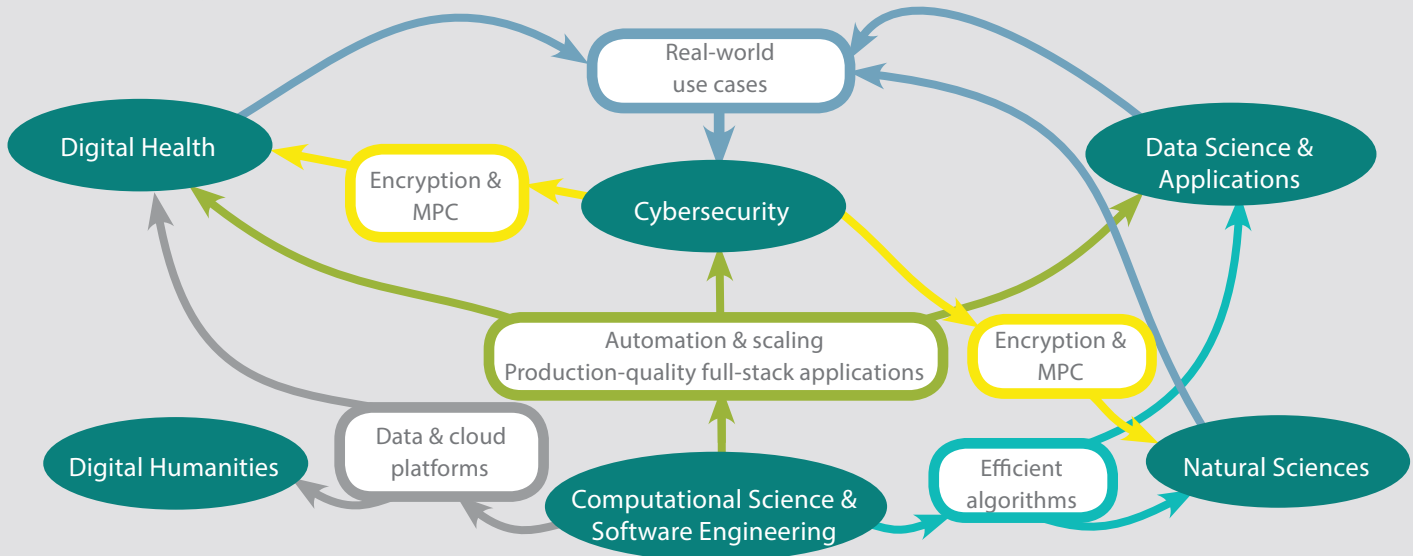 Real-world
use cases
Digital Health
Data Science &
Applications
Encryption &
MPC
Cybersecurity
Automation & scaling
Production-quality full-stack applications
Encryption &
MPC
Data & cloud
platforms
Digital Humanities
Efficient
algorithms
Natural Sciences
Computational Science &
Software Engineering